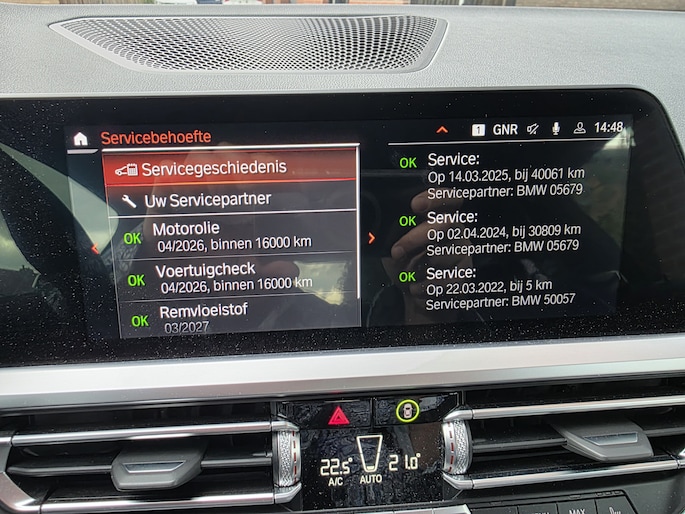 Servicebehoefte
1 GNR 14:48
Servicegeschiedenis
Uw Servicepartner
OK Motorolie
04/2026, binnen 16000 km
OK Voertuigcheck
04/2026, binnen 16000 km
OK Remvloeistof
03/2027
OK Service:
Op 14.03.2025, bij 40061 km
Servicepartner: BMW 05679
OK Service:
Op 02.04.2024, bij 30809 km
Servicepartner: BMW 05679
OK Service:
Op 22.03.2022, bij 5 km
Servicepartner: BMW 50057
22.5° 21.0°
A/C AUTO
MAX